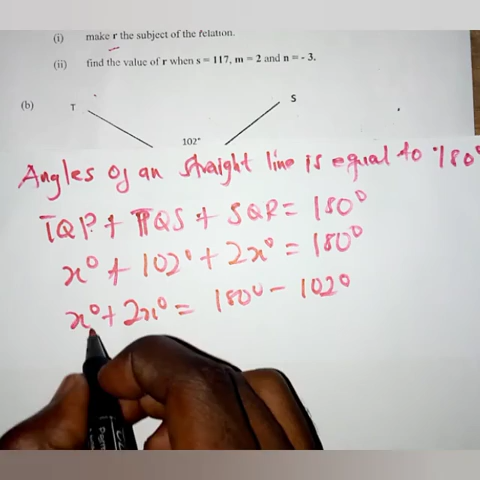 (i) make r the subject of the relation.
(ii) find the value of r when s = 117, m = 2 and n = - 3.
(b) T S
102°
Angles of an straight line is equal to 180°
TQP + TQS + SQR = 180°
x° + 102° + 2x° = 180°
x° + 2x° = 180° - 102°